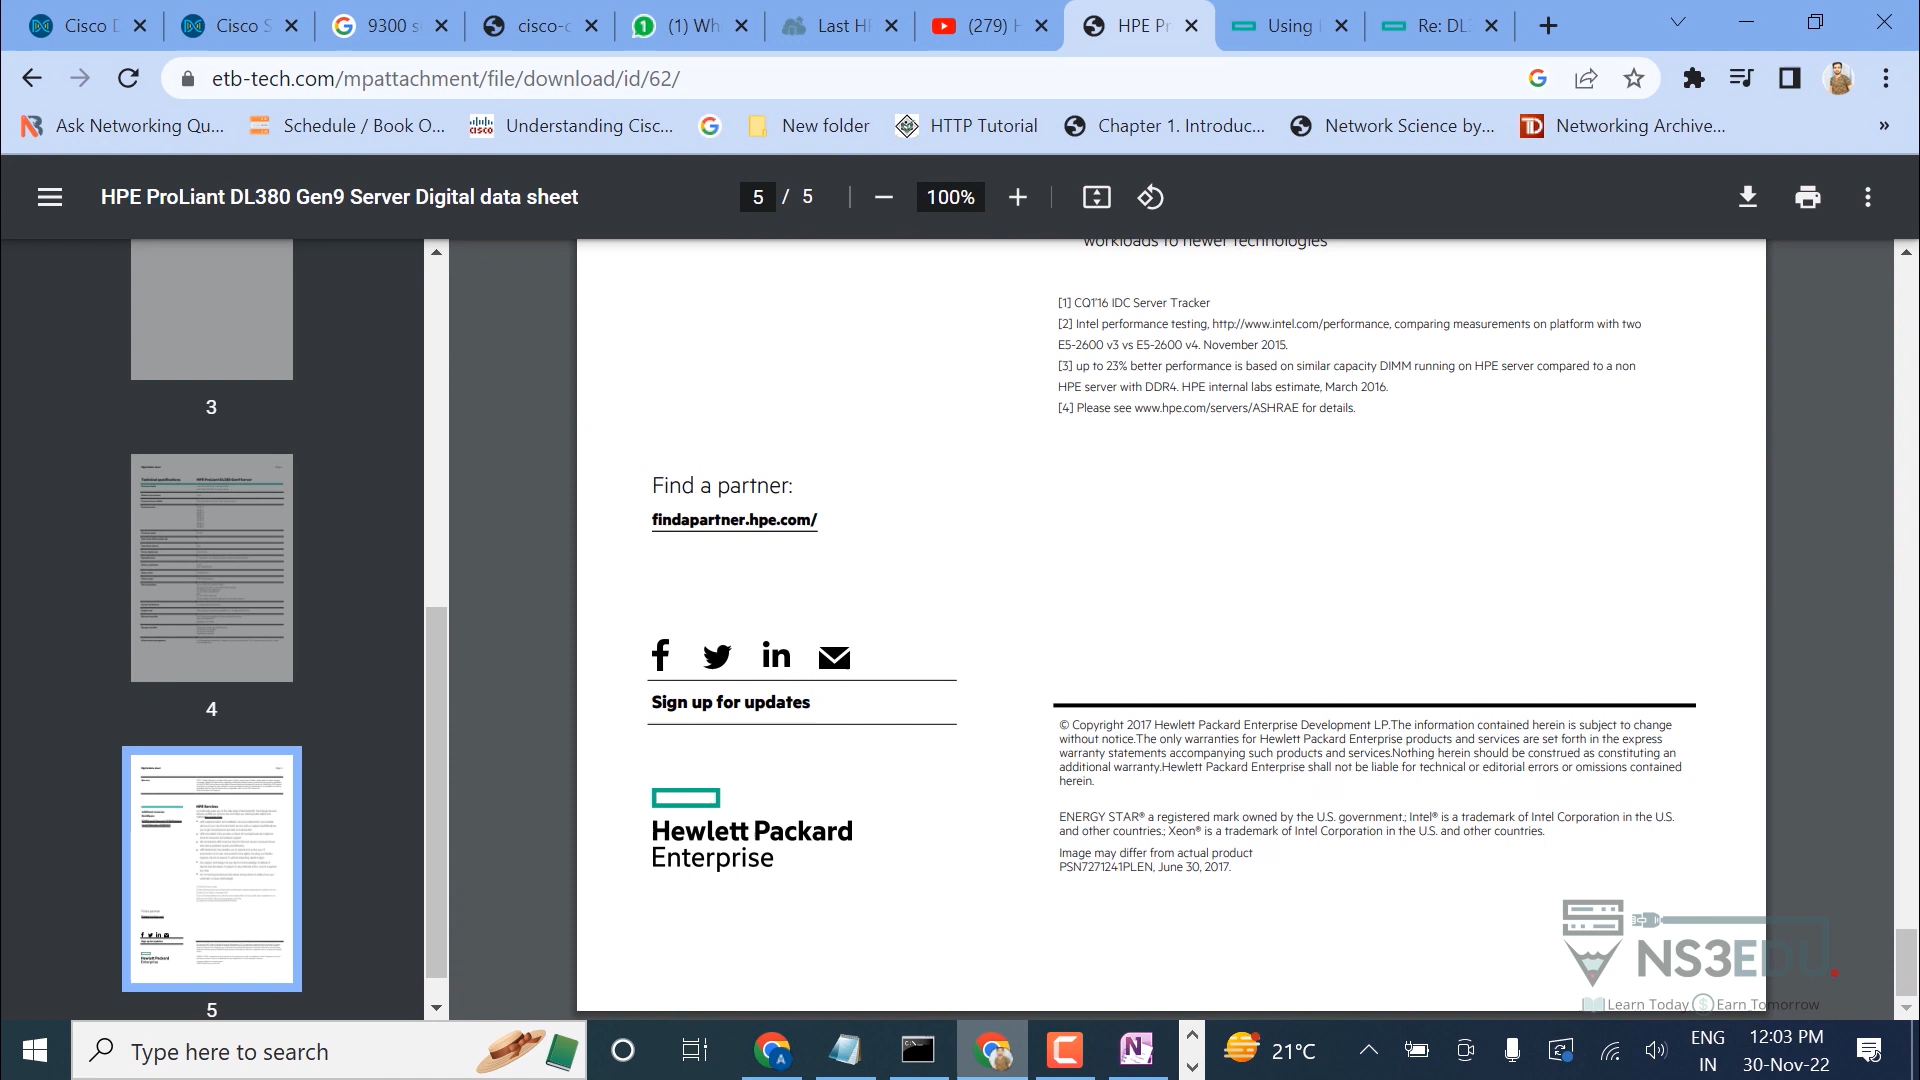 Cisco D
Cisco S
9300 s
cisco-c
(1) Wh
Last H
(279) H
HPE Pr
Using
Re: DL
etb-tech.com/mpattachment/file/download/id/62/
Ask Networking Qu...
Schedule / Book O...
Understanding Cisc...
New folder
HTTP Tutorial
Chapter 1. Introduc...
Network Science by...
Networking Archive...
»
HPE ProLiant DL380 Gen9 Server Digital data sheet
5 / 5
100%
3
4
5
workloads to newer technologies
[1] CQ1'16 IDC Server Tracker
[2] Intel performance testing, http://www.intel.com/performance, comparing measurements on platform with two
E5-2600 v3 vs E5-2600 v4. November 2015.
[3] up to 23% better performance is based on similar capacity DIMM running on HPE server compared to a non
HPE server with DDR4. HPE internal labs estimate, March 2016.
[4] Please see www.hpe.com/servers/ASHRAE for details.
Find a partner:
findapartner.hpe.com/
Sign up for updates
Hewlett Packard
Enterprise
© Copyright 2017 Hewlett Packard Enterprise Development LP.The information contained herein is subject to change
without notice.The only warranties for Hewlett Packard Enterprise products and services are set forth in the express
warranty statements accompanying such products and services.Nothing herein should be construed as constituting an
additional warranty.Hewlett Packard Enterprise shall not be liable for technical or editorial errors or omissions contained
herein.
ENERGY STAR® a registered mark owned by the U.S. government.; Intel® is a trademark of Intel Corporation in the U.S.
and other countries.; Xeon® is a trademark of Intel Corporation in the U.S. and other countries.
Image may differ from actual product
PSN7271241PLEN, June 30, 2017.
NS3EDU.
Learn Today Earn Tomorrow
Type here to search
21°C
ENG
IN
12:03 PM
30-Nov-22